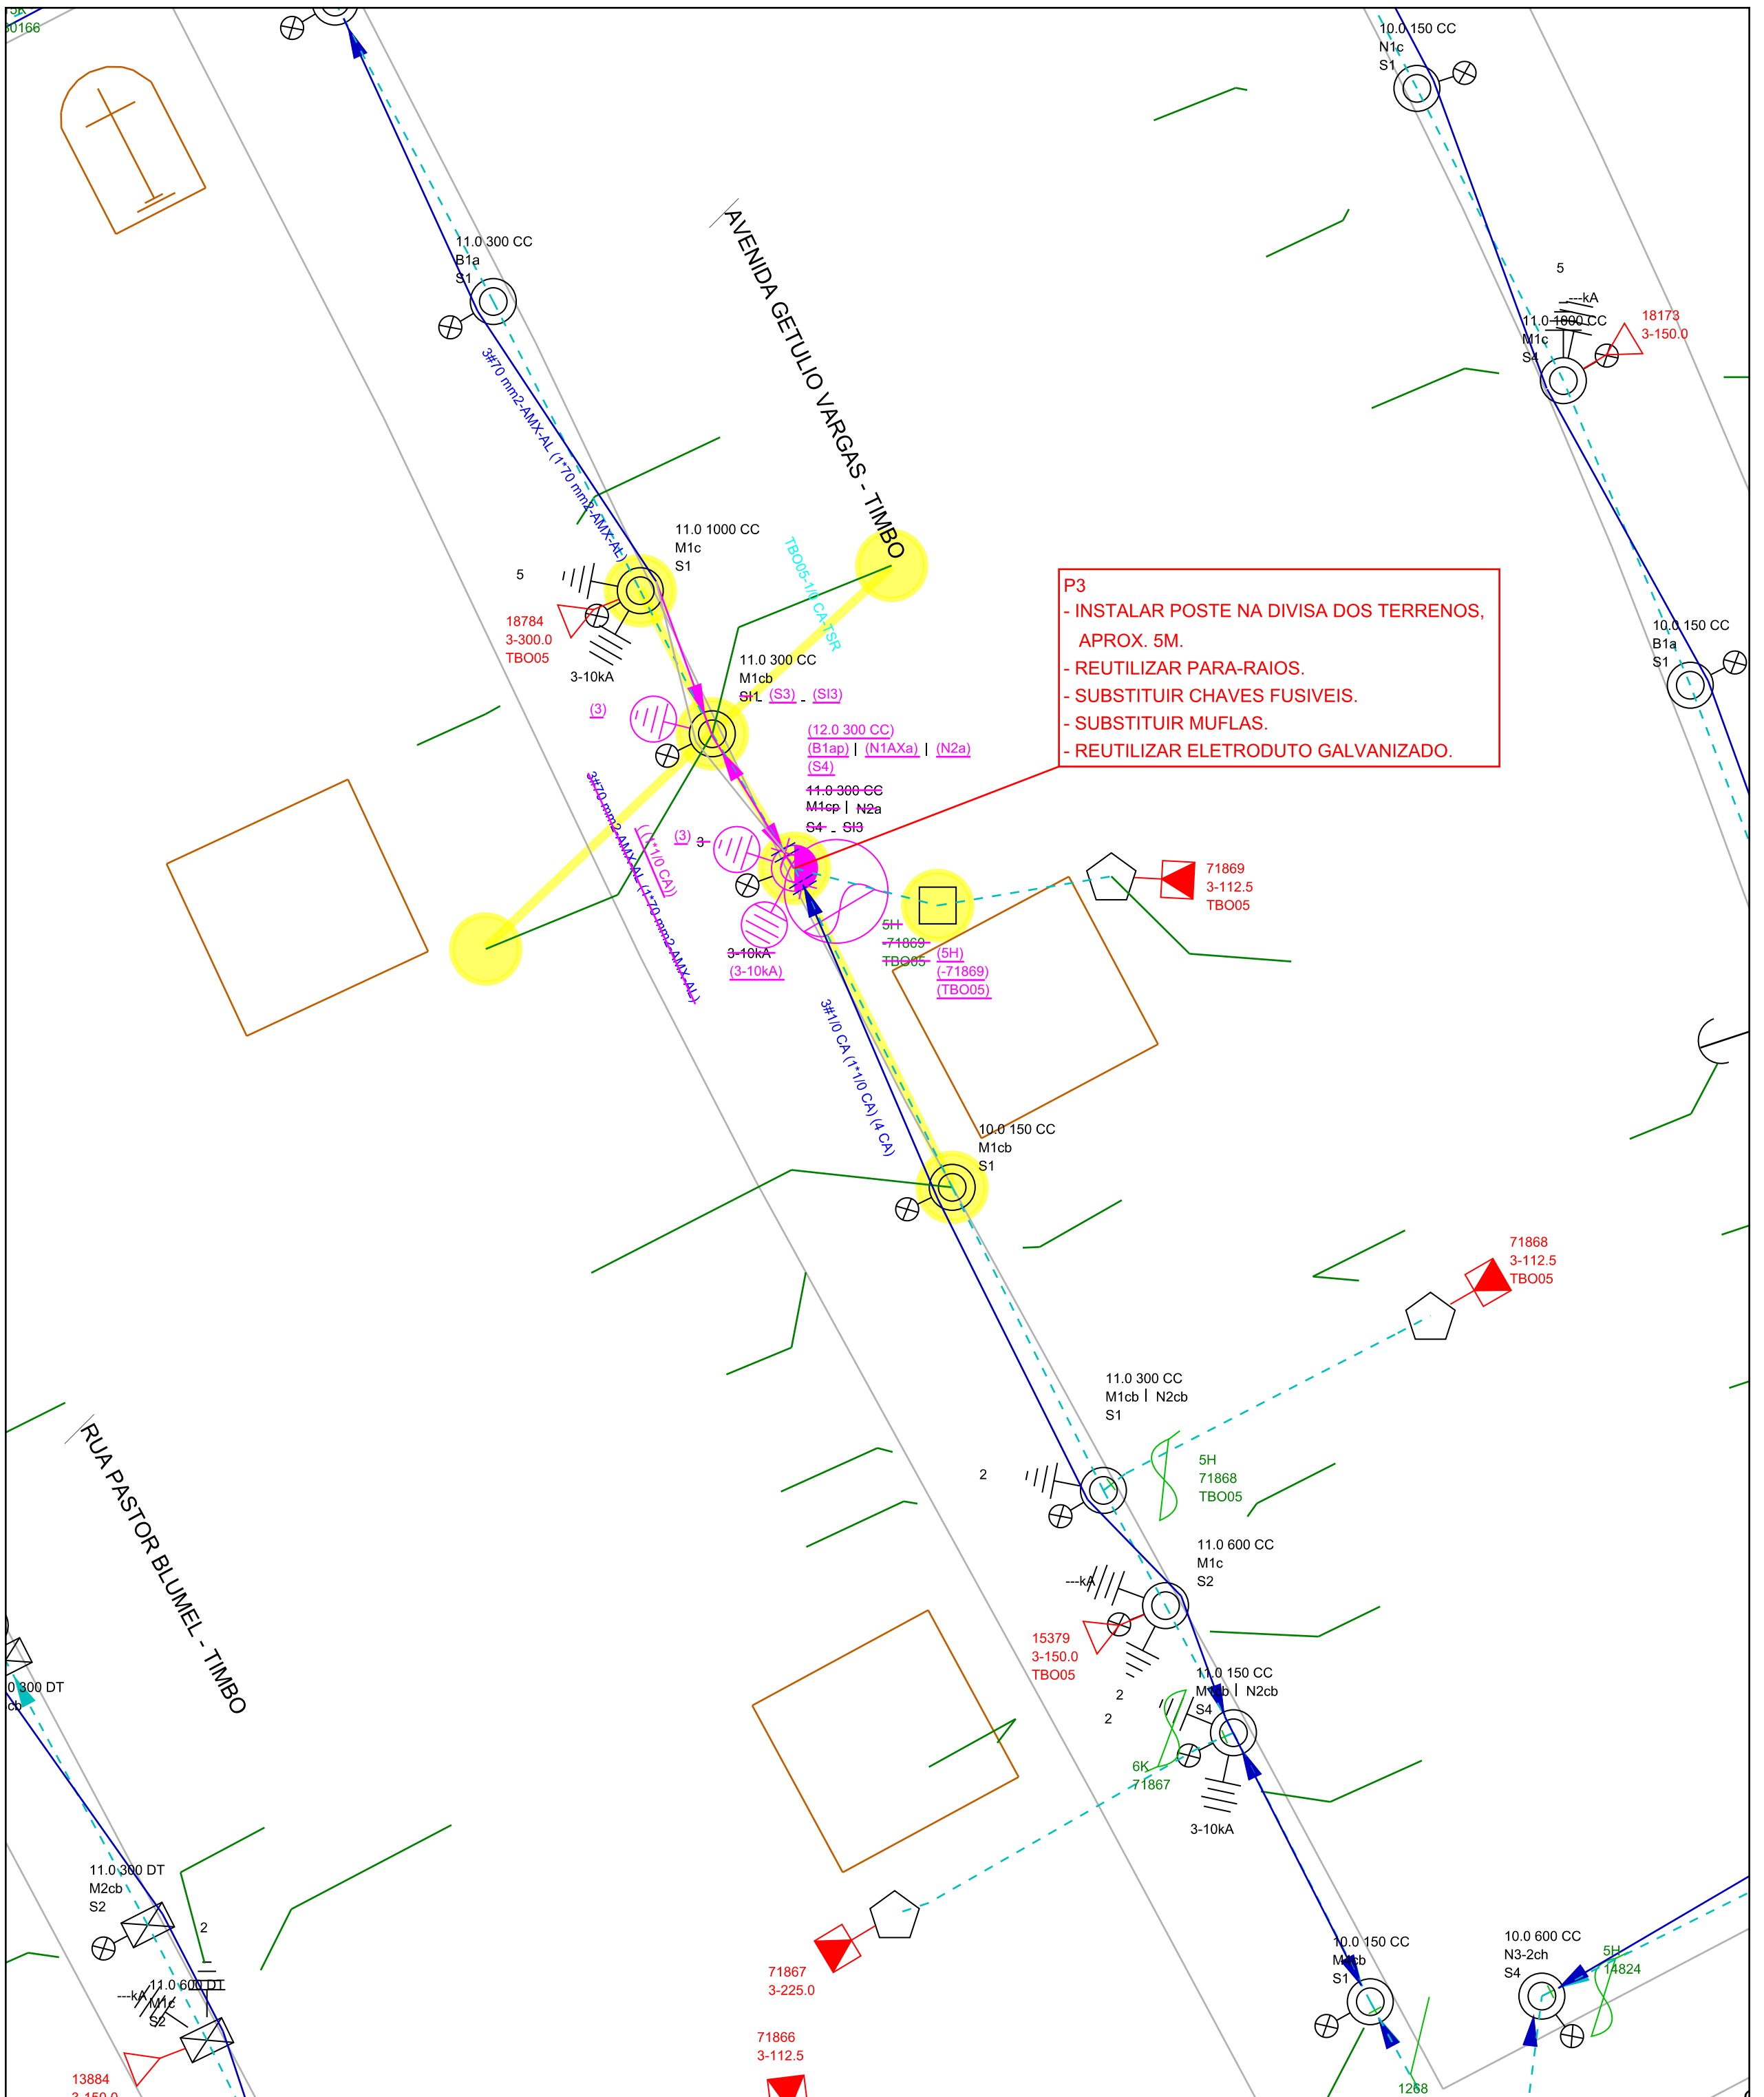 30166
10.0 150 CC
N1c
S1
11.0 300 CC
B1a
S1
AVENIDA GETULIO VARGAS - TIMBO
5
---kA
11.0 1000 CC
M1c
S4
18173
3-150.0
3#70 mm2-AMX-AL (1*70 mm2-AMX-AL)
11.0 1000 CC
M1c
S1
5
18784
3-300.0
TBO05
3-10kA
TBO05-1/0 CA-TSR
P3
- INSTALAR POSTE NA DIVISA DOS TERRENOS,
APROX. 5M.
- REUTILIZAR PARA-RAIOS.
- SUBSTITUIR CHAVES FUSIVEIS.
- SUBSTITUIR MUFLAS.
- REUTILIZAR ELETRODUTO GALVANIZADO.
10.0 150 CC
B1a
S1
11.0 300 CC
M1cb
SI1 - (S3) - (SI3)
(3)
(12.0 300 CC)
(B1ap) | (N1AXa) | (N2a)
(S4)
11.0 300 CC
M1cp | N2a
S4 - SI3
3#70 mm2-AMX-AL (1*70 mm2-AMX-AL)
( (1*1/0 CA))
(3) 3
71869
3-112.5
TBO05
3-10kA
(3-10kA)
5H
-71869
TBO05
(5H)
(-71869)
(TBO05)
3#1/0 CA (1*1/0 CA) (4 CA)
10.0 150 CC
M1cb
S1
71868
3-112.5
TBO05
11.0 300 CC
M1cb | N2cb
S1
RUA PASTOR BLUMEL - TIMBO
2
5H
71868
TBO05
11.0 600 CC
M1c
S2
---kA
15379
3-150.0
TBO05
2
11.0 150 CC
M1cb | N2cb
S4
2
0 300 DT
cb
6K
71867
3-10kA
11.0 300 DT
M2cb
S2
2
71867
3-225.0
10.0 150 CC
M4cb
S1
10.0 600 CC
N3-2ch
S4
5H
14824
11.0 600 DT
---kA
M1c
S2
71866
3-112.5
13884
3-150.0
1268